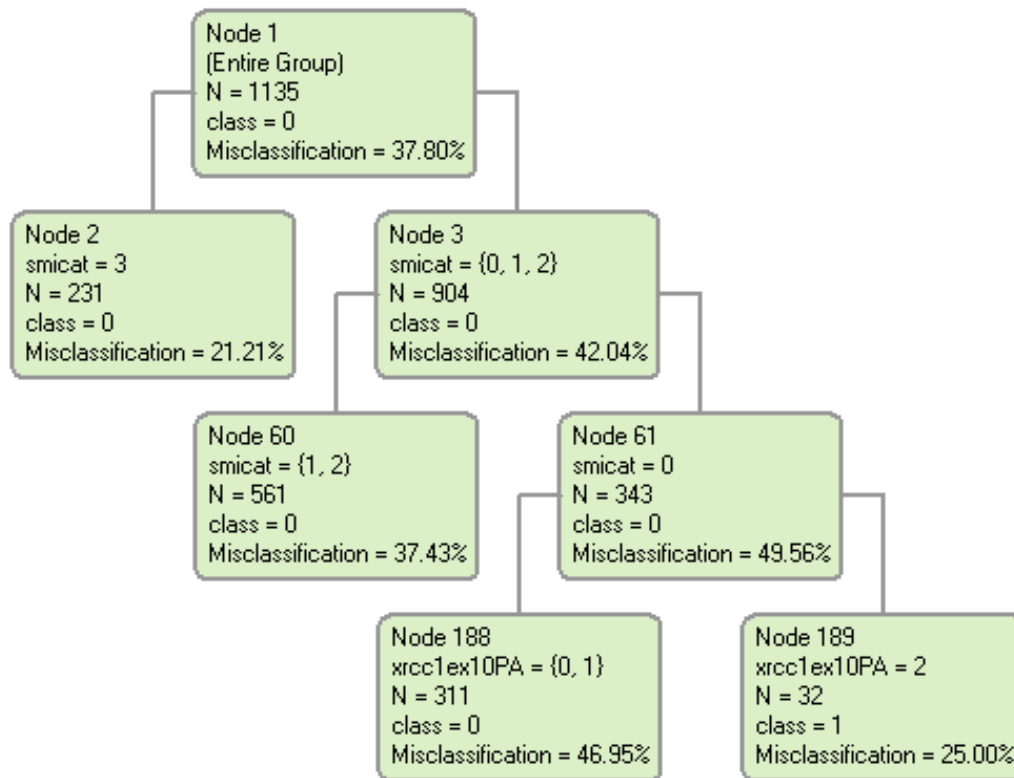 Node 1
(Entire Group)
N = 1135
class = 0
Misclassification = 37.80%
Node 2
smicat = 3
N = 231
class = 0
Misclassification = 21.21%
Node 3
smicat = {0, 1, 2}
N = 904
class = 0
Misclassification = 42.04%
Node 60
smicat = {1, 2}
N = 561
class = 0
Misclassification = 37.43%
Node 61
smicat = 0
N = 343
class = 0
Misclassification = 49.56%
Node 188
xrcc1ex10PA = {0, 1}
N = 311
class = 0
Misclassification = 46.95%
Node 189
xrcc1ex10PA = 2
N = 32
class = 1
Misclassification = 25.00%